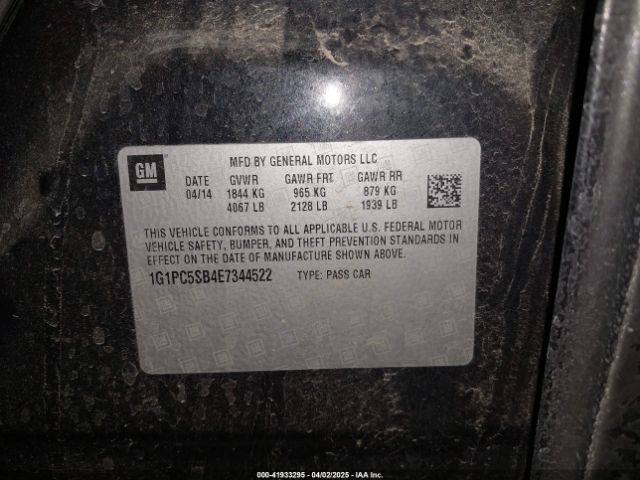 GM
MFD BY GENERAL MOTORS LLC
DATE GVWR GAWR FRT GAWR RR
04/14 1844 KG 965 KG 879 KG
4067 LB 2128 LB 1939 LB
THIS VEHICLE CONFORMS TO ALL APPLICABLE U.S. FEDERAL MOTOR
VEHICLE SAFETY, BUMPER, AND THEFT PREVENTION STANDARDS IN
EFFECT ON THE DATE OF MANUFACTURE SHOWN ABOVE.
1G1PC5SB4E7344522 TYPE: PASS CAR
000-41933295 - 04/02/2025 - IAA Inc.